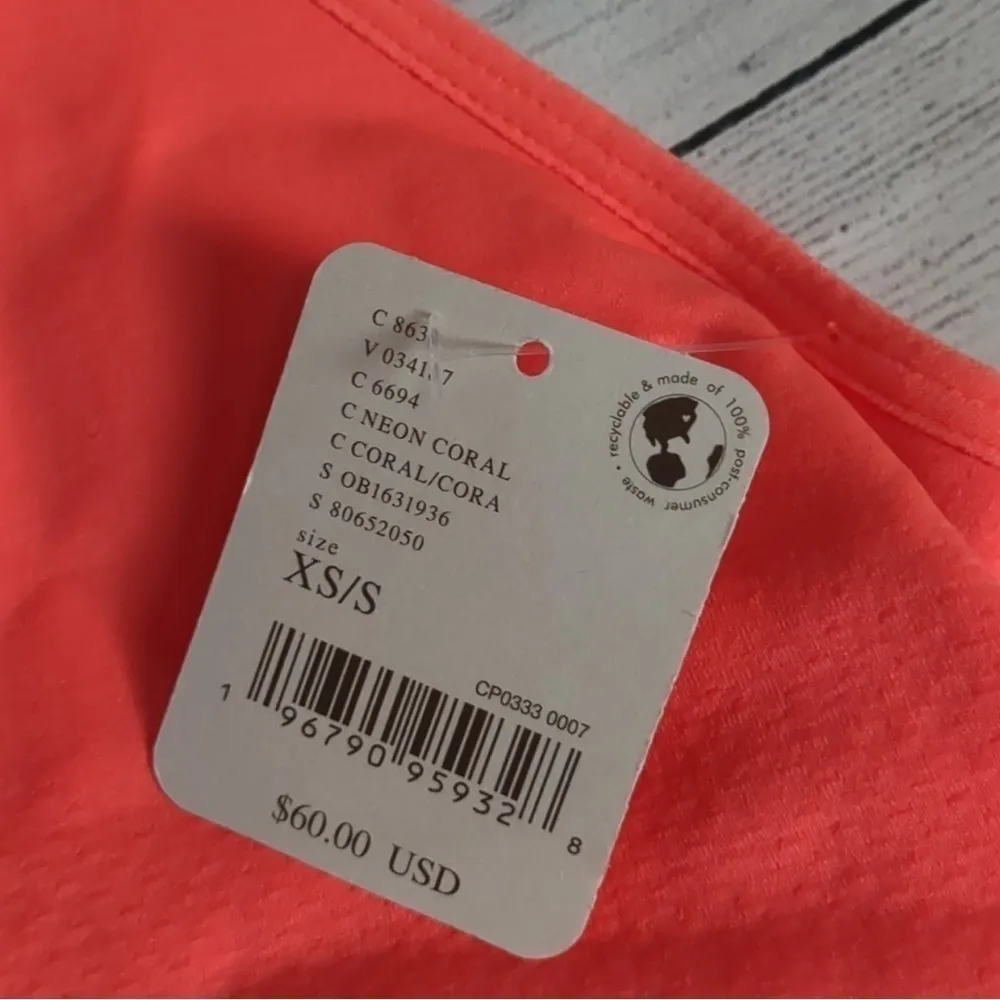 C 863
V 034
C 6694
C NEON CORAL
C CORAL/CORA
S OB1631936
S 80652050
size
XS/S
recyclable & made of 100% post-consumer waste •
CP0333 0007
1 96790 95932 8
$60.00 USD